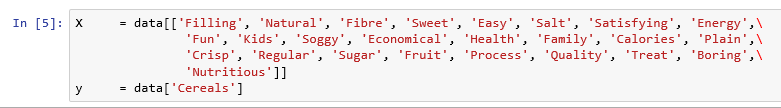 In [5]: X     = data[['Filling', 'Natural', 'Fibre', 'Sweet', 'Easy', 'Salt', 'Satisfying', 'Energy',\
'Fun', 'Kids', 'Soggy', 'Economical', 'Health', 'Family', 'Calories', 'Plain',\
'Crisp', 'Regular', 'Sugar', 'Fruit', 'Process', 'Quality', 'Treat', 'Boring',\
'Nutritious']]
y     = data['Cereals']